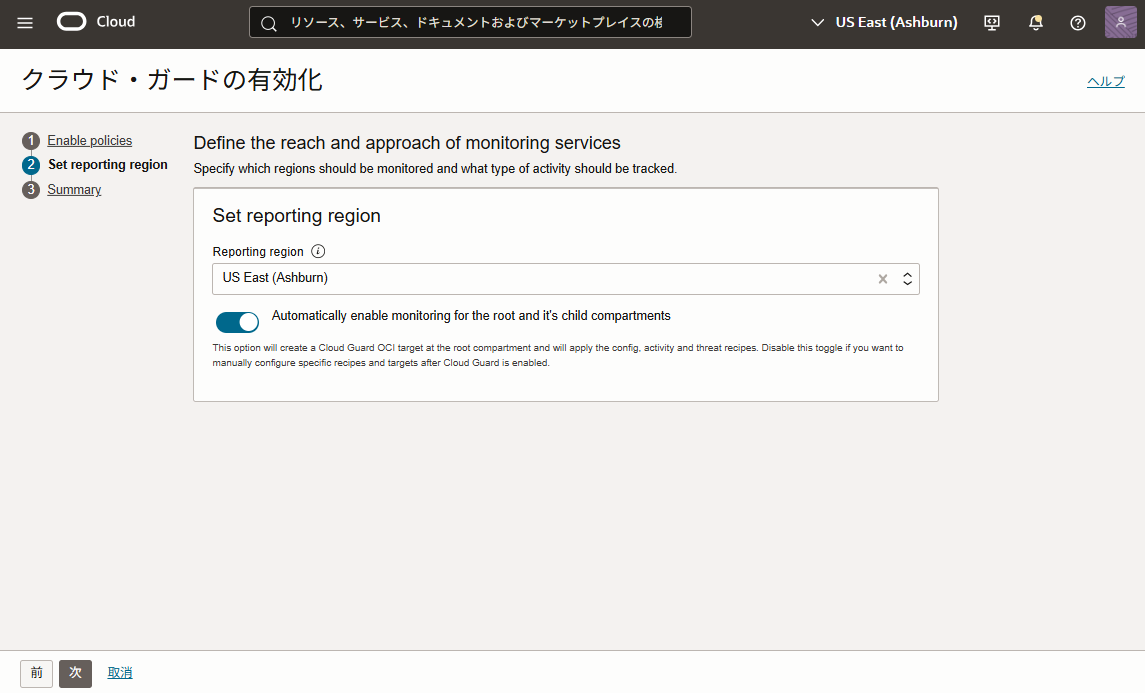 Cloud
リソース、サービス、ドキュメントおよびマーケットプレイスの検
US East (Ashburn)
クラウド・ガードの有効化
ヘルプ
1 Enable policies
2 Set reporting region
3 Summary
Define the reach and approach of monitoring services
Specify which regions should be monitored and what type of activity should be tracked.
Set reporting region
Reporting region
US East (Ashburn)
Automatically enable monitoring for the root and it's child compartments
This option will create a Cloud Guard OCI target at the root compartment and will apply the config, activity and threat recipes. Disable this toggle if you want to
manually configure specific recipes and targets after Cloud Guard is enabled.
前
次
取消